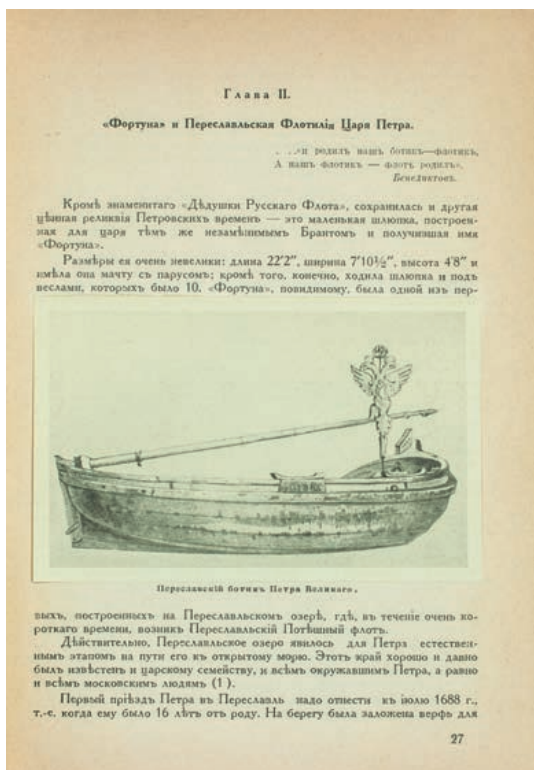 Глава II.
«Фортуна» и Переславльская Флотилія Царя Петра.
. . .«и родилъ нашъ ботикъ—флотикъ,
А нашъ флотикъ — флотъ родилъ».
Бенедиктовъ.
Кромѣ знаменитаго «Дѣдушки Русскаго Флота», сохранилась и другая
цѣнная реликвія Петровскихъ временъ — это маленькая шлюпка, построен-
ная для царя тѣмъ же незамѣнимымъ Брантомъ и получившая имя
«Фортуна».
Размѣры ея очень невелики: длина 22'2", ширина 7'10½", высота 4'8" и
имѣла она мачту съ парусомъ; кромѣ того, конечно, ходила шлюпка и подъ
веслами, которыхъ было 10. «Фортуна», повидимому, была одной изъ пер-
Переславскій ботикъ Петра Великаго.
выхъ, построенныхъ на Переславльскомъ озерѣ, гдѣ, въ теченіе очень ко-
роткаго времени, возникъ Переславльскій Потѣшный флотъ.
Дѣйствительно, Переславльское озеро явилось для Петра естествен-
нымъ этапомъ на пути его къ открытому морю. Этотъ край хорошо и давно
былъ извѣстенъ и царскому семейству, и всѣмъ окружавшимъ Петра, а равно
и всѣмъ московскимъ людямъ (1 ).
Первый пріѣздъ Петра въ Переславль надо отнести къ іюлю 1688 г.,
т.-е. когда ему было 16 лѣтъ отъ роду. На берегу была заложена верфь для
27